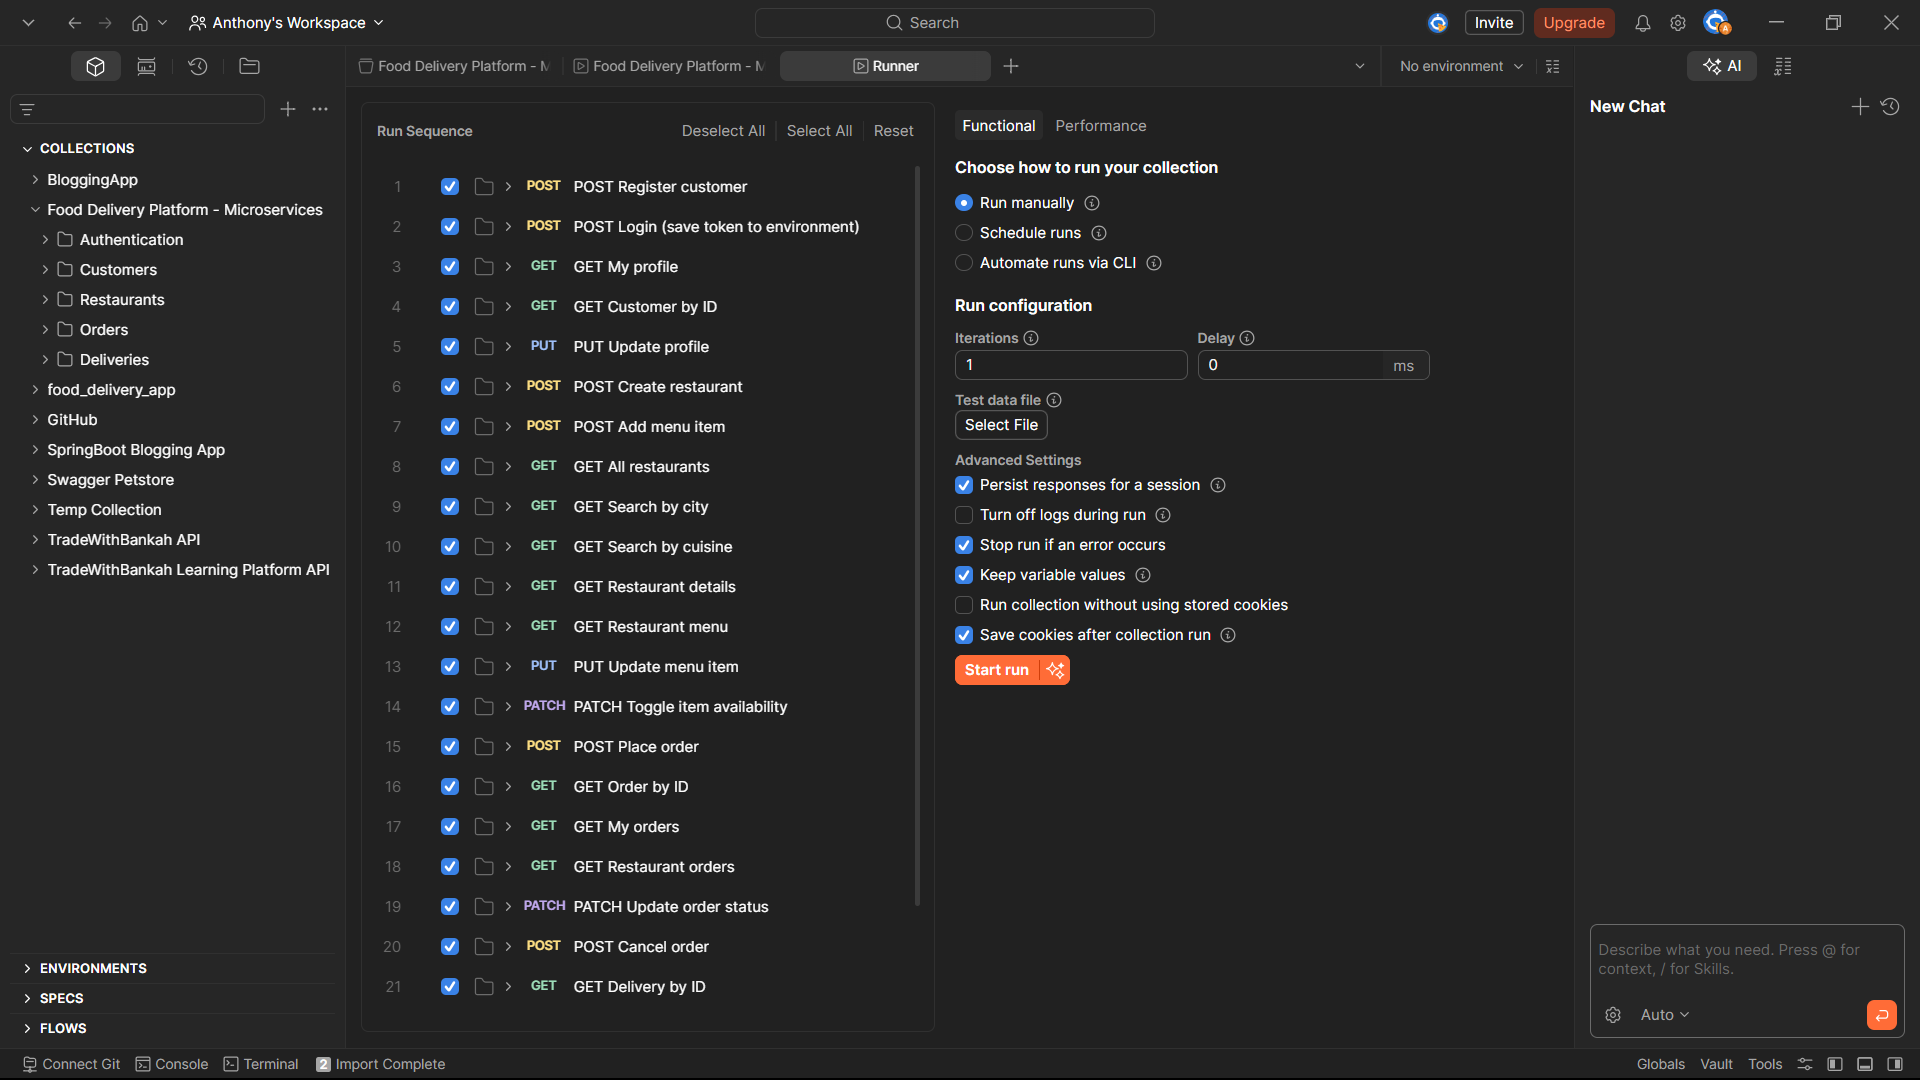 Anthony's Workspace
Search
Invite
Upgrade
Food Delivery Platform - M
Food Delivery Platform - M
Runner
No environment
AI
New Chat
COLLECTIONS
BloggingApp
Food Delivery Platform - Microservices
Authentication
Customers
Restaurants
Orders
Deliveries
food_delivery_app
GitHub
SpringBoot Blogging App
Swagger Petstore
Temp Collection
TradeWithBankah API
TradeWithBankah Learning Platform API
ENVIRONMENTS
SPECS
FLOWS
Run Sequence
Deselect All
Select All
Reset
1 POST POST Register customer
2 POST POST Login (save token to environment)
3 GET GET My profile
4 GET GET Customer by ID
5 PUT PUT Update profile
6 POST POST Create restaurant
7 POST POST Add menu item
8 GET GET All restaurants
9 GET GET Search by city
10 GET GET Search by cuisine
11 GET GET Restaurant details
12 GET GET Restaurant menu
13 PUT PUT Update menu item
14 PATCH PATCH Toggle item availability
15 POST POST Place order
16 GET GET Order by ID
17 GET GET My orders
18 GET GET Restaurant orders
19 PATCH PATCH Update order status
20 POST POST Cancel order
21 GET GET Delivery by ID
Functional
Performance
Choose how to run your collection
Run manually
Schedule runs
Automate runs via CLI
Run configuration
Iterations
Delay
1
0 ms
Test data file
Select File
Advanced Settings
Persist responses for a session
Turn off logs during run
Stop run if an error occurs
Keep variable values
Run collection without using stored cookies
Save cookies after collection run
Start run
Describe what you need. Press @ for
context, / for Skills.
Auto
Connect Git
Console
Terminal
2 Import Complete
Globals
Vault
Tools